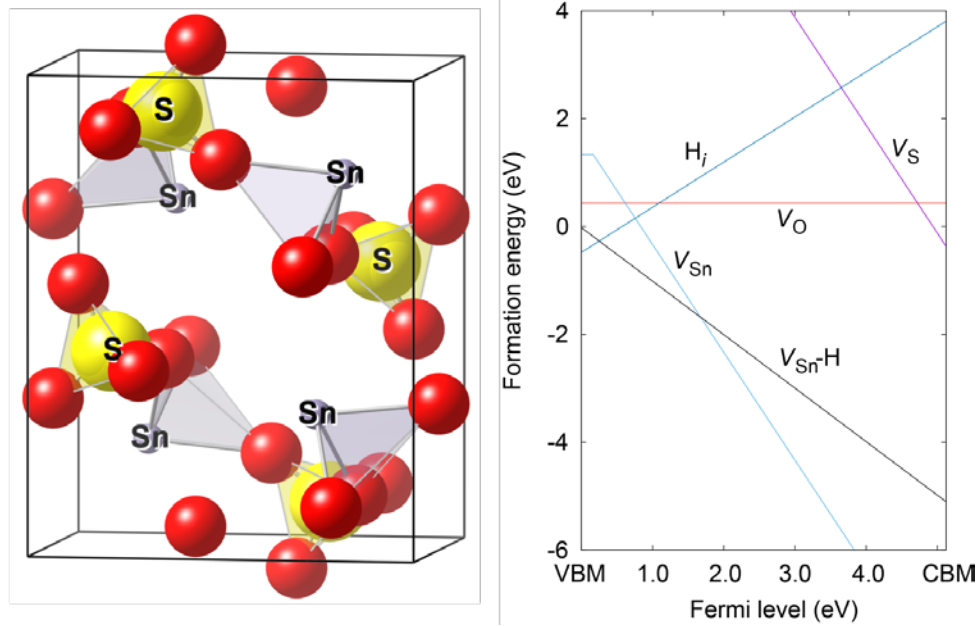 S
Sn
Sn
S
S
Sn
Sn
Formation energy (eV)
4
2
0
-2
-4
-6
H𝑖
V_S
V_O
V_Sn
V_Sn-H
VBM 1.0 2.0 3.0 4.0 CBM
Fermi level (eV)